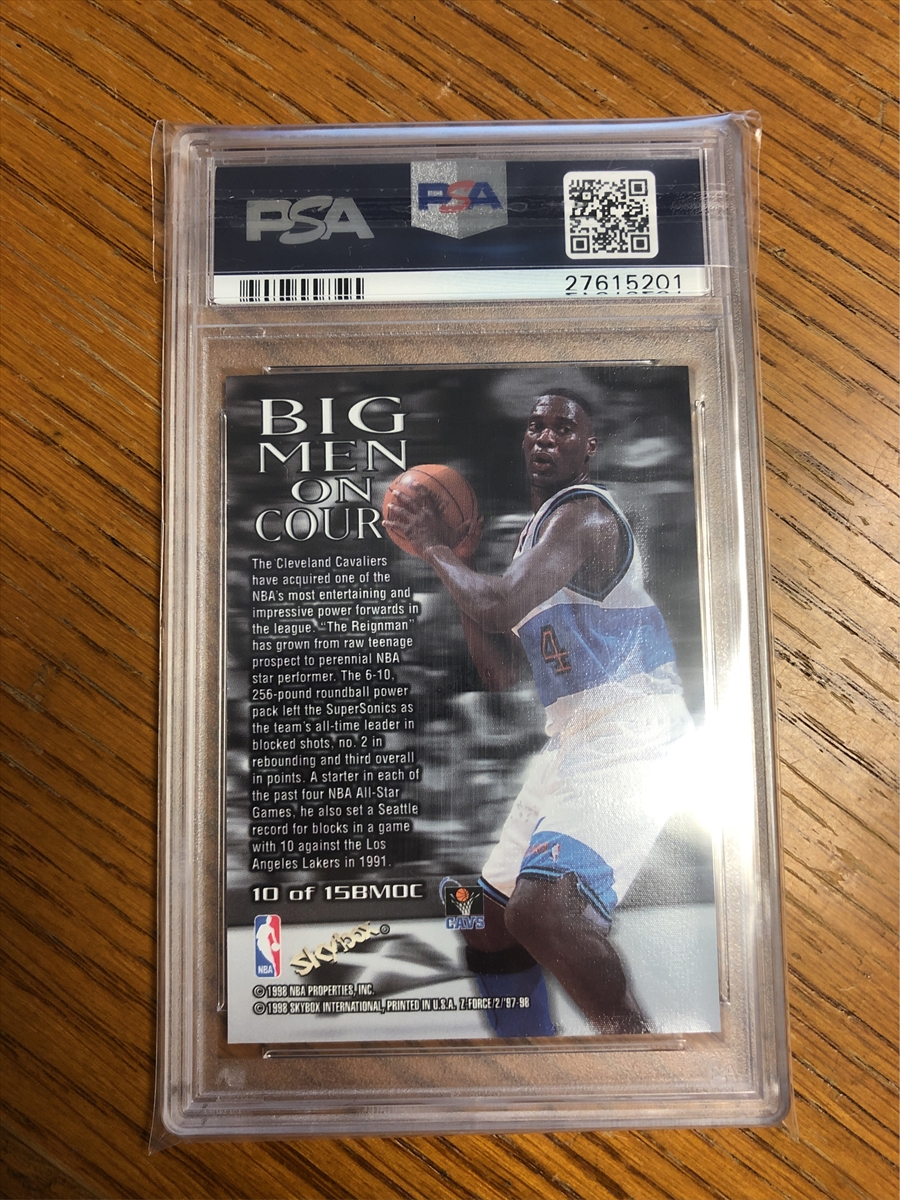 PSA
PSA
27615201
BIG
MEN
ON
COUR
The Cleveland Cavaliers
have acquired one of the
NBA's most entertaining and
impressive power forwards in
the league. "The Reignman"
has grown from raw teenage
prospect to perennial NBA
star performer. The 6-10,
256-pound roundball power
pack left the SuperSonics as
the team's all-time leader in
blocked shots, no. 2 in
rebounding and third overall
in points. A starter in each of
the past four NBA All-Star
Games, he also set a Seattle
record for blocks in a game
with 10 against the Los
Angeles Lakers in 1991.
4
10 of 15BMOC
CAVS
NBA
Skybox®
© 1998 NBA PROPERTIES, INC.
© 1998 SKYBOX INTERNATIONAL, PRINTED IN U.S.A. Z-FORCE/2/'97-98